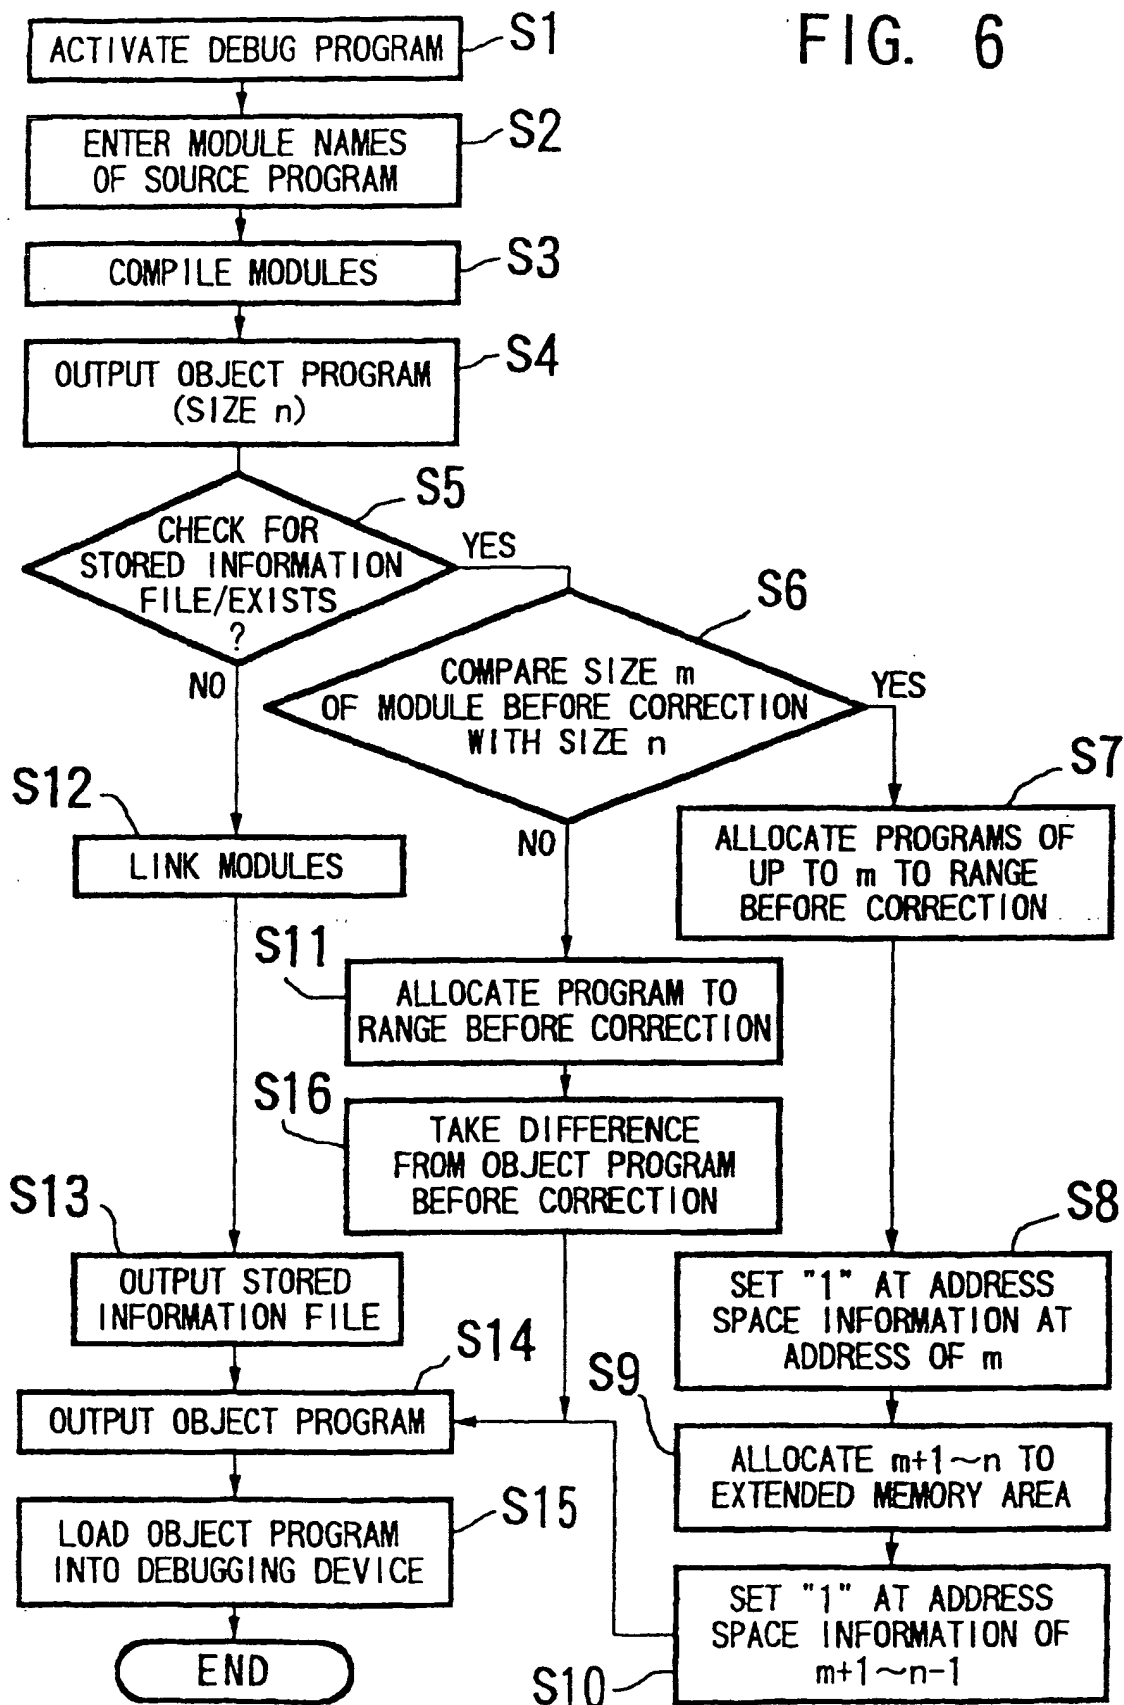 FIG. 6
ACTIVATE DEBUG PROGRAM
S1
ENTER MODULE NAMES
OF SOURCE PROGRAM
S2
COMPILE MODULES
S3
OUTPUT OBJECT PROGRAM
(SIZE n)
S4
CHECK FOR
STORED INFORMATION
FILE/EXISTS
?
S5
YES
NO
COMPARE SIZE m
OF MODULE BEFORE CORRECTION
WITH SIZE n
S6
YES
NO
S7
ALLOCATE PROGRAMS OF
UP TO m TO RANGE
BEFORE CORRECTION
S12
LINK MODULES
S11
ALLOCATE PROGRAM TO
RANGE BEFORE CORRECTION
S16
TAKE DIFFERENCE
FROM OBJECT PROGRAM
BEFORE CORRECTION
S13
OUTPUT STORED
INFORMATION FILE
S8
SET "1" AT ADDRESS
SPACE INFORMATION AT
ADDRESS OF m
S14
OUTPUT OBJECT PROGRAM
S9
ALLOCATE m+1~n TO
EXTENDED MEMORY AREA
S15
LOAD OBJECT PROGRAM
INTO DEBUGGING DEVICE
SET "1" AT ADDRESS
SPACE INFORMATION OF
m+1~n-1
S10
END